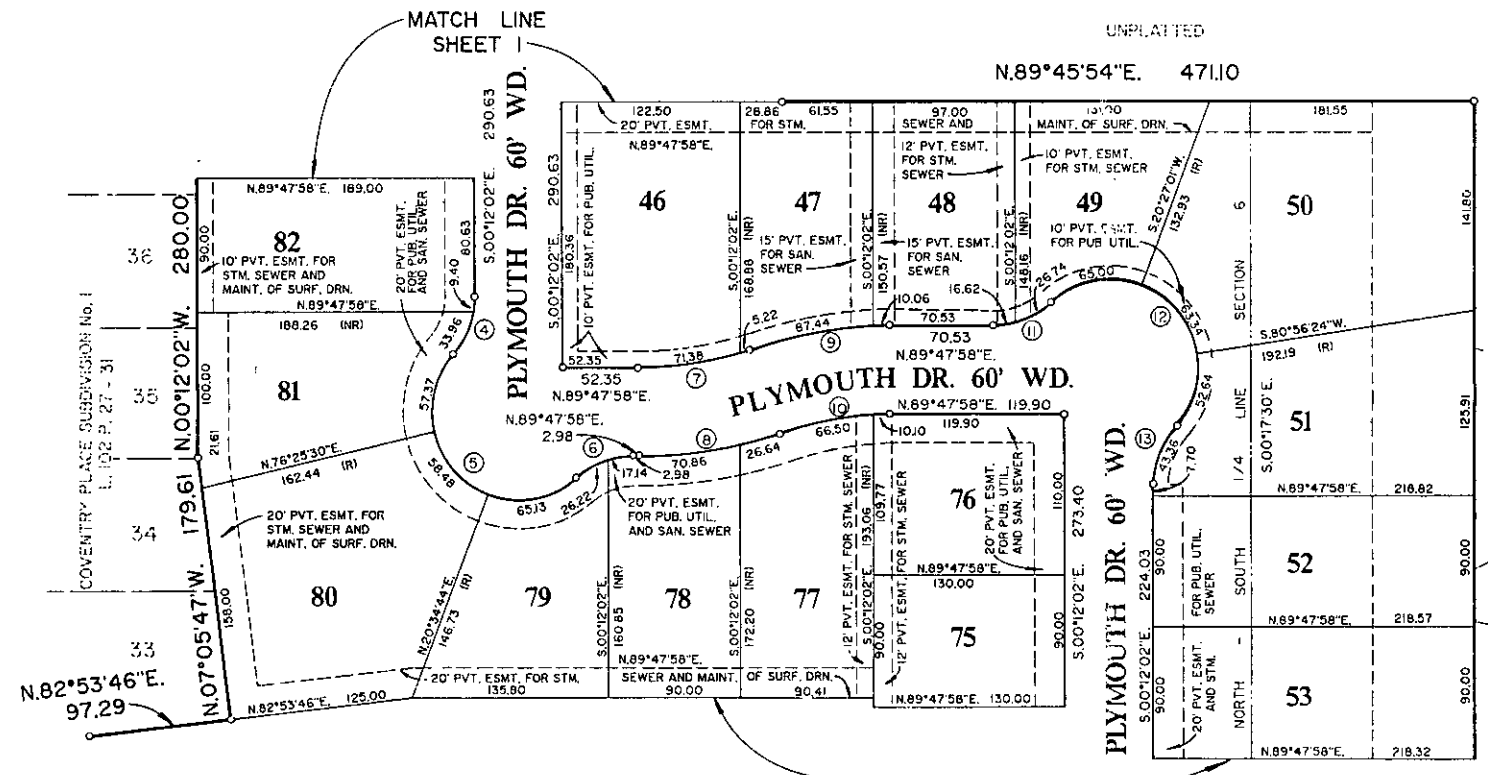 MATCH LINE
SHEET 1
UNPLATTED
N.89°45'54"E. 471.10
122.50
28.86
61.55
97.00
181.55
20' PVT. ESMT.
FOR STM.
SEWER AND
MAINT. OF SURF. DRN.
N.89°47'58"E.
S.00°12'02"E. 290.63
PLYMOUTH DR. 60' WD.
290.63
S.00°12'02"E.
180.36
10' PVT. ESMT. FOR PUB. UTIL.
46
47
48
49
50
12' PVT. ESMT.
FOR STM.
SEWER
10' PVT. ESMT.
FOR STM. SEWER
10' PVT. ESMT.
FOR PUB. UTIL.
S.20°27'01"W. (R)
132.93
141.80
15' PVT. ESMT.
FOR SAN.
SEWER
15' PVT. ESMT.
FOR SAN.
SEWER
S.00°12'02"E.
168.88 (NR)
S.00°12'02"E.
150.57 (NR)
S.00°12'02"E.
148.16 (NR)
N.89°47'58"E. 189.00
82
10' PVT. ESMT. FOR
STM. SEWER AND
MAINT. OF SURF. DRN.
N.89°47'58"E.
188.26 (NR)
90.00
80.63
9.40
20' PVT. ESMT.
FOR PUB. UTIL.
AND SAN. SEWER
36
35
34
33
COVENTRY PLACE SUBDIVISION No. 1
L. 102 P. 27 - 31
N.00°12'02"W. 280.00
100.00
21.61
4
33.96
81
57.37
5.22
87.44
9
10.06
16.62
70.53
70.53
N.89°47'58"E.
26.74
11
65.00
12
63.34
52.35
52.35
N.89°47'58"E.
71.38
7
PLYMOUTH DR. 60' WD.
S.80°56'24"W.
192.19 (R)
NORTH - SOUTH 1/4 LINE SECTION 6
S.00°17'30"E.
51
125.91
52.64
13
43.36
7.70
N.89°47'58"E.
2.98
6
8
70.86
2.98
26.64
10
66.50
N.89°47'58"E. 119.90
119.90
10.10
N.76°25'30"E.
162.44 (R)
58.48
5
65.13
26.22
17.14
20' PVT. ESMT.
FOR PUB. UTIL.
AND SAN. SEWER
20' PVT. ESMT. FOR
STM. SEWER AND
MAINT. OF SURF. DRN.
N.07°05'47"W. 179.61
158.00
80
N.20°34'44"E.
146.73 (R)
79
S.00°12'02"E.
160.85 (NR)
78
S.00°12'02"E.
172.20 (NR)
77
12' PVT. ESMT. FOR STM. SEWER
S.00°12'02"E. 193.06 (NR)
109.77
90.00
12' PVT. ESMT. FOR STM. SEWER
76
20' PVT. ESMT.
FOR PUB. UTIL.
AND SAN. SEWER
110.00
N.89°47'58"E.
130.00
75
90.00
N.89°47'58"E. 130.00
S.00°12'02"E. 273.40
PLYMOUTH DR. 60' WD.
S.00°12'02"E. 224.03
N.89°47'58"E. 216.82
90.00
FOR PUB. UTIL.
SEWER
52
90.00
N.89°47'58"E. 218.57
90.00
20' PVT. ESMT.
AND STM.
53
90.00
N.89°47'58"E. 218.32
N.89°47'58"E.
20' PVT. ESMT. FOR STM.
SEWER AND MAINT. OF SURF. DRN.
135.80
90.00
90.41
N.82°53'46"E. 125.00
N.82°53'46"E.
97.29